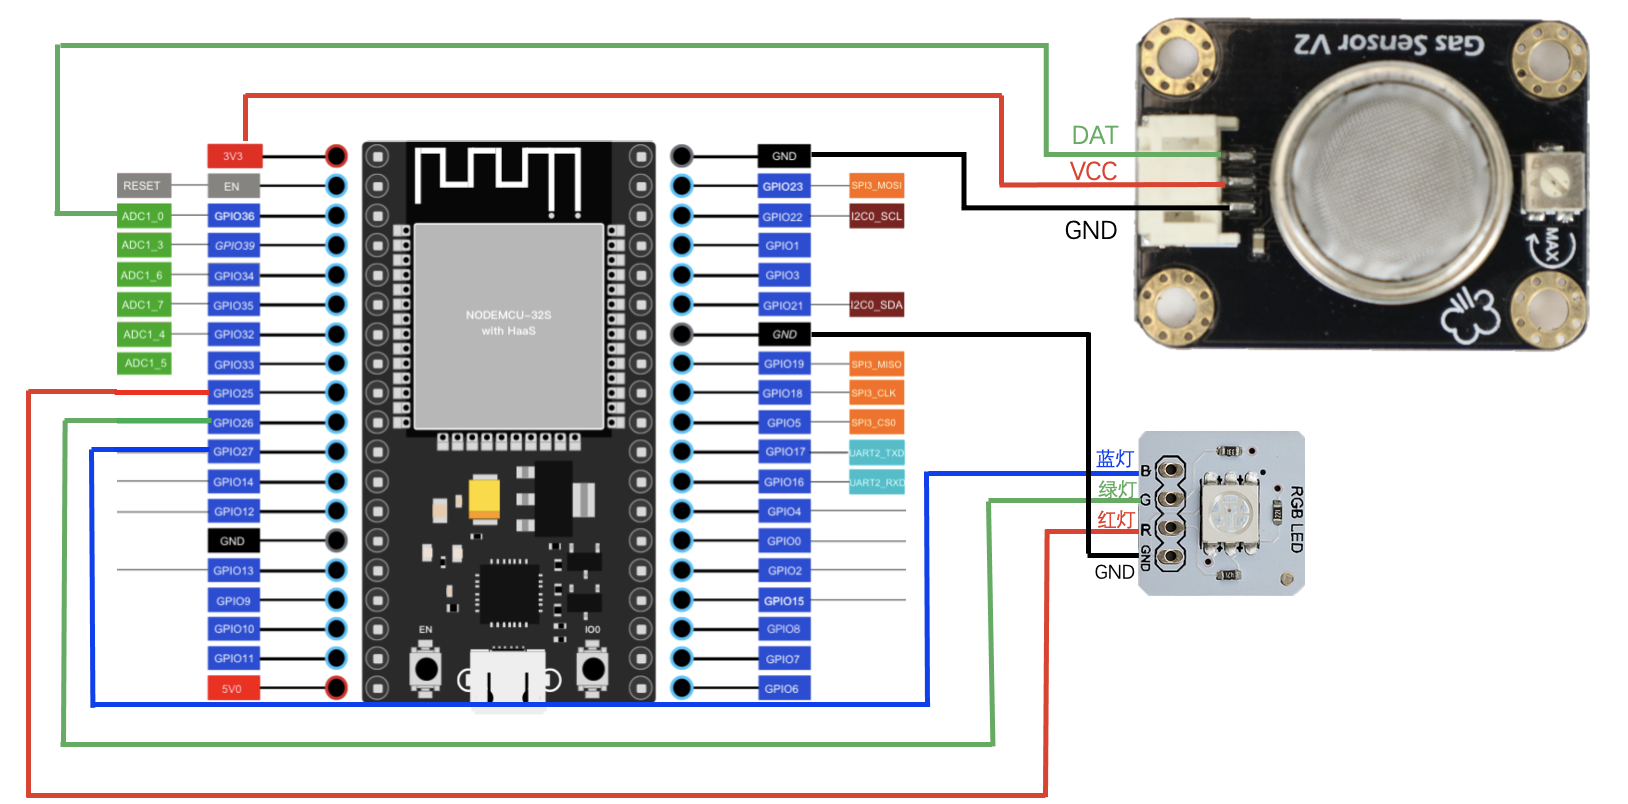 Gas Sensor V2
DAT
VCC
GND
MAX
3V3
RESET
EN
ADC1_0
GPIO36
ADC1_3
GPIO39
ADC1_6
GPIO34
ADC1_7
GPIO35
ADC1_4
GPIO32
ADC1_5
GPIO33
GPIO25
GPIO26
GPIO27
GPIO14
GPIO12
GND
GPIO13
GPIO9
GPIO10
GPIO11
5V0
NODEMCU-32S
with HaaS
EN
IO0
GND
GPIO23
SPI3_MOSI
GPIO22
I2C0_SCL
GPIO1
GPIO3
GPIO21
I2C0_SDA
GND
GPIO19
SPI3_MISO
GPIO18
SPI3_CLK
GPIO5
SPI3_CS0
GPIO17
UART2_TXD
GPIO16
UART2_RXD
GPIO4
GPIO0
GPIO2
GPIO15
GPIO8
GPIO7
GPIO6
蓝灯
绿灯
红灯
GND
B
G
R
GND
RGB LED